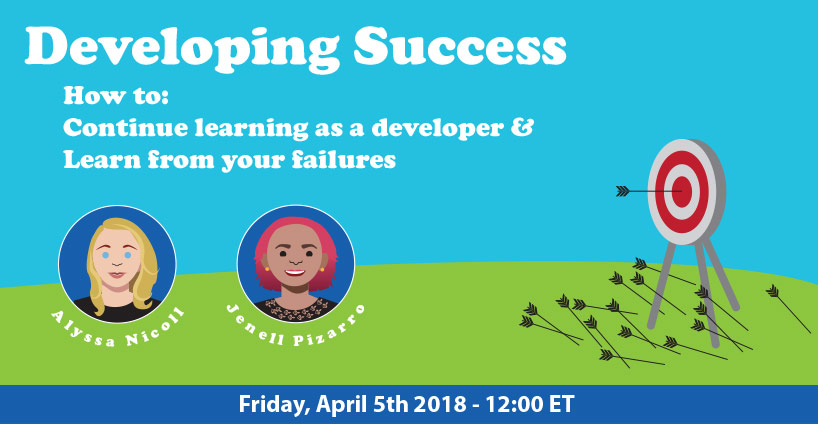 Developing Success
How to:
Continue learning as a developer &
Learn from your failures
Alyssa Nicoll
Jenell Pizarro
Friday, April 5th 2018 - 12:00 ET